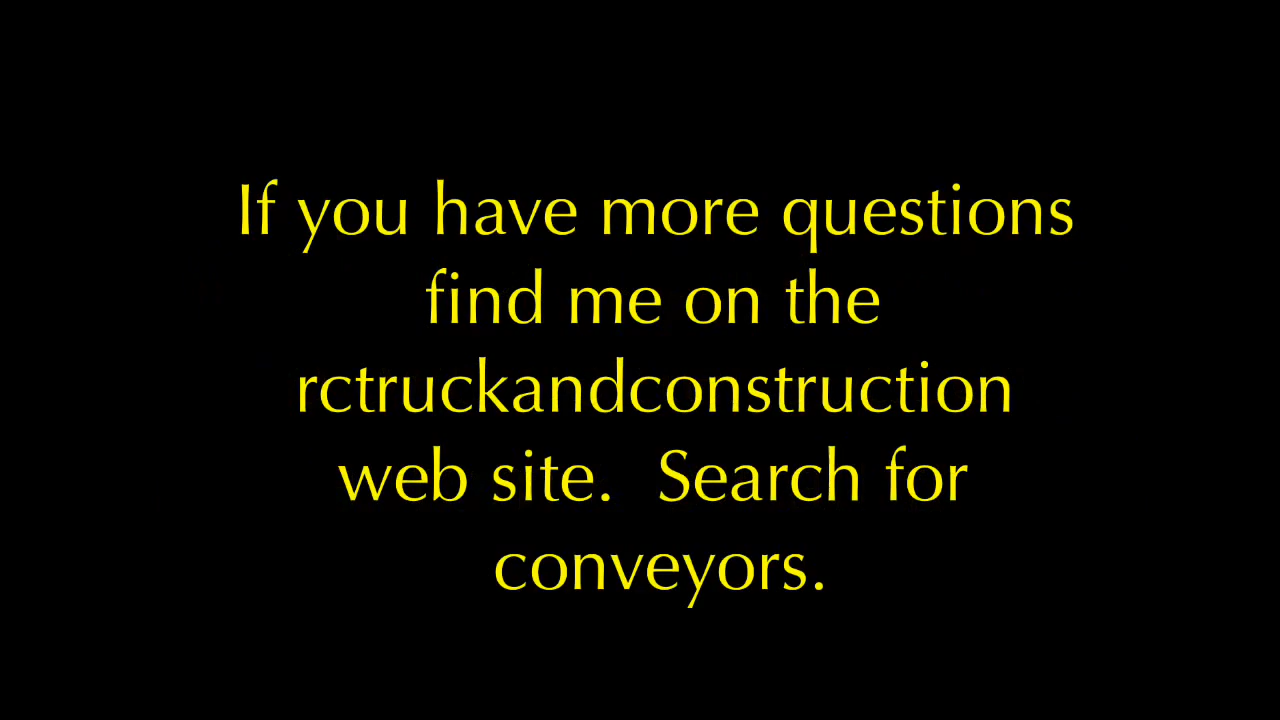 If you have more questions
find me on the
rctruckandconstruction
web site.  Search for
conveyors.